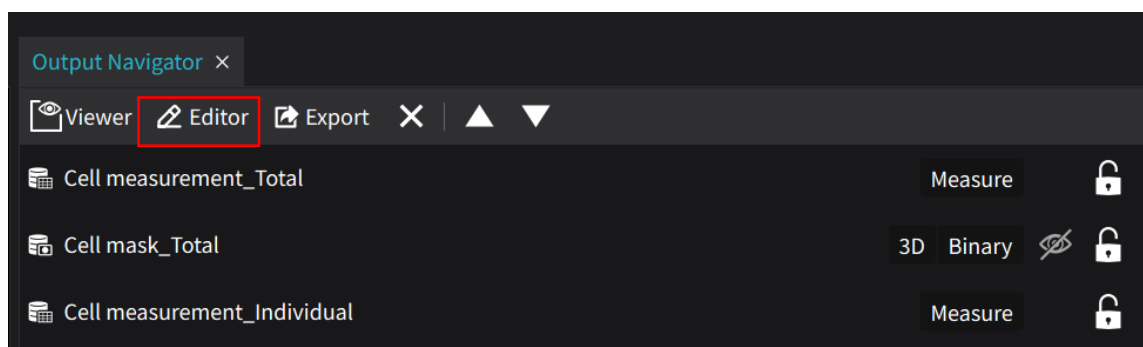 Output Navigator ×
Viewer Editor Export
Cell measurement_Total Measure
Cell mask_Total 3D Binary
Cell measurement_Individual Measure